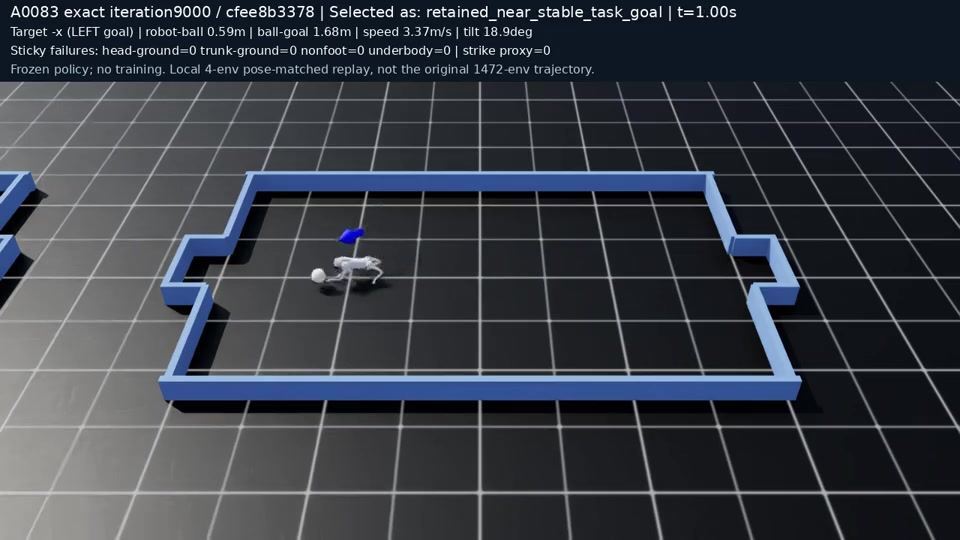 A0083 exact iteration9000 / cfee8b3378 | Selected as: retained_near_stable_task_goal | t=1.00s
Target -x (LEFT goal) | robot-ball 0.59m | ball-goal 1.68m | speed 3.37m/s | tilt 18.9deg
Sticky failures: head-ground=0 trunk-ground=0 nonfoot=0 underbody=0 | strike proxy=0
Frozen policy; no training. Local 4-env pose-matched replay, not the original 1472-env trajectory.